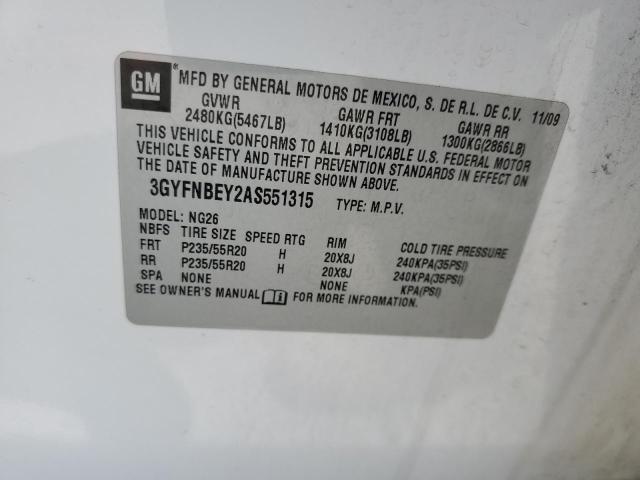 GM
MFD BY GENERAL MOTORS DE MEXICO, S. DE R.L. DE C.V. 11/09
GVWR GAWR FRT GAWR RR
2480KG(5467LB) 1410KG(3108LB) 1300KG(2866LB)
THIS VEHICLE CONFORMS TO ALL APPLICABLE U.S. FEDERAL MOTOR
VEHICLE SAFETY AND THEFT PREVENTION STANDARDS IN EFFECT ON
THE DATE OF MANUFACTURE SHOWN ABOVE.
3GYFNBEY2AS551315 TYPE: M.P.V.
MODEL: NG26
NBFS TIRE SIZE SPEED RTG RIM COLD TIRE PRESSURE
FRT P235/55R20 H 20X8J 240KPA(35PSI)
RR P235/55R20 H 20X8J 240KPA(35PSI)
SPA NONE NONE KPA(PSI)
SEE OWNER'S MANUAL FOR MORE INFORMATION.